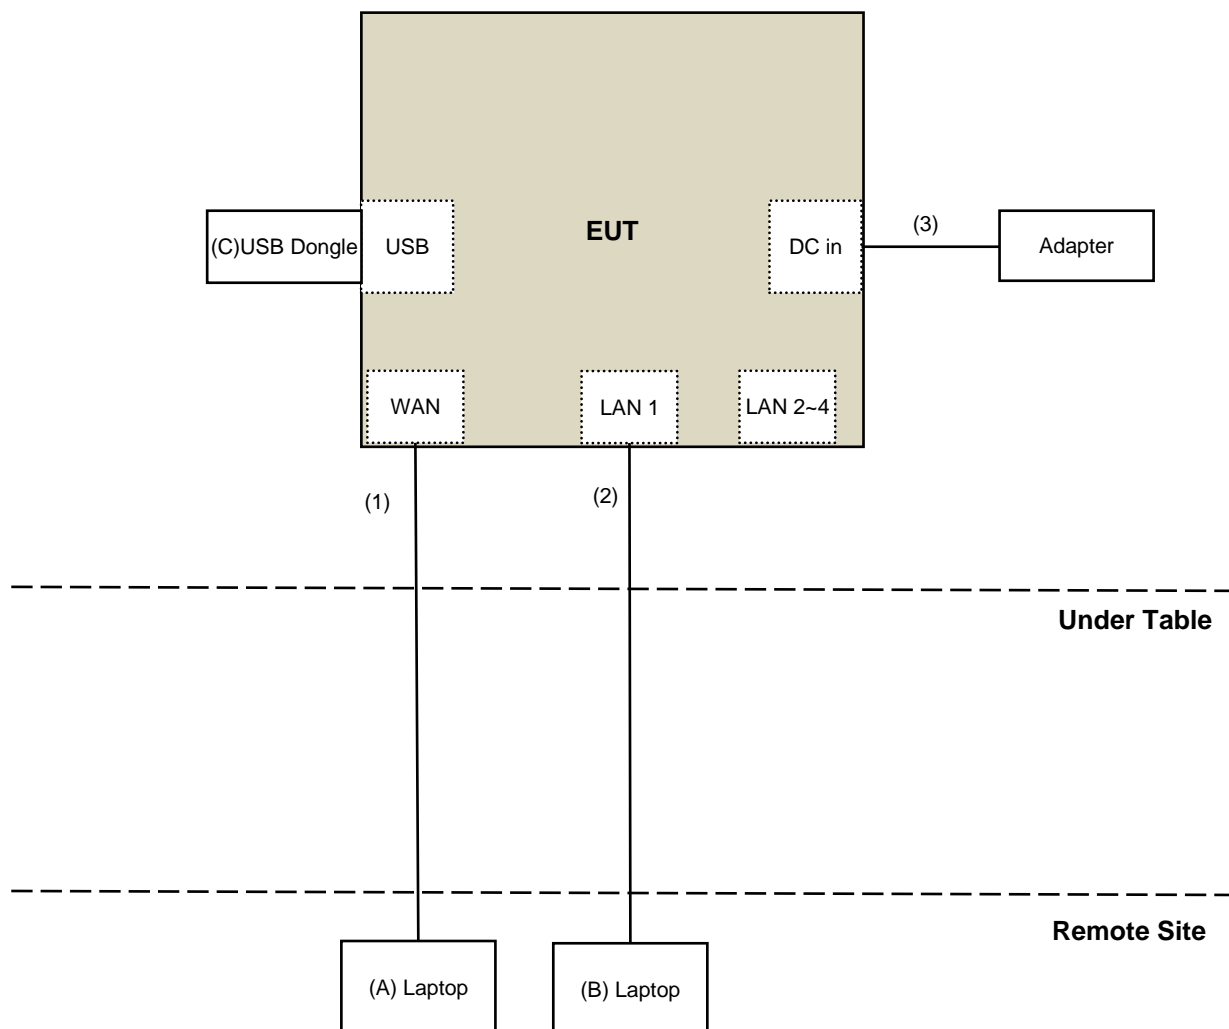 EUT
(C)USB Dongle
USB
DC in
(3)
Adapter
WAN
LAN 1
LAN 2~4
(1)
(2)
Under Table
Remote Site
(A) Laptop
(B) Laptop